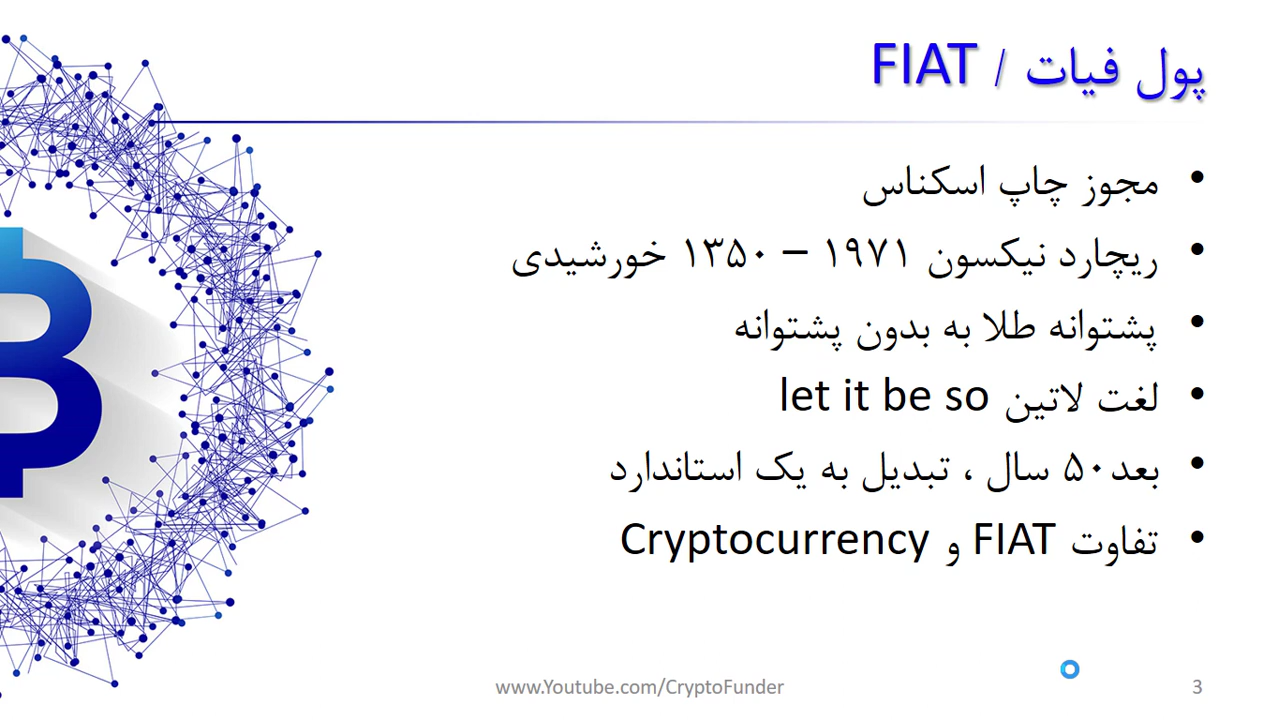 پول فیات / FIAT
• مجوز چاپ اسکناس
• ریچارد نیکسون ۱۹۷۱ – ۱۳۵۰ خورشیدی
• پشتوانه طلا به بدون پشتوانه
• لغت لاتین let it be so
• بعد۵۰ سال ، تبدیل به یک استاندارد
• تفاوت FIAT و Cryptocurrency
www.Youtube.com/CryptoFunder
3